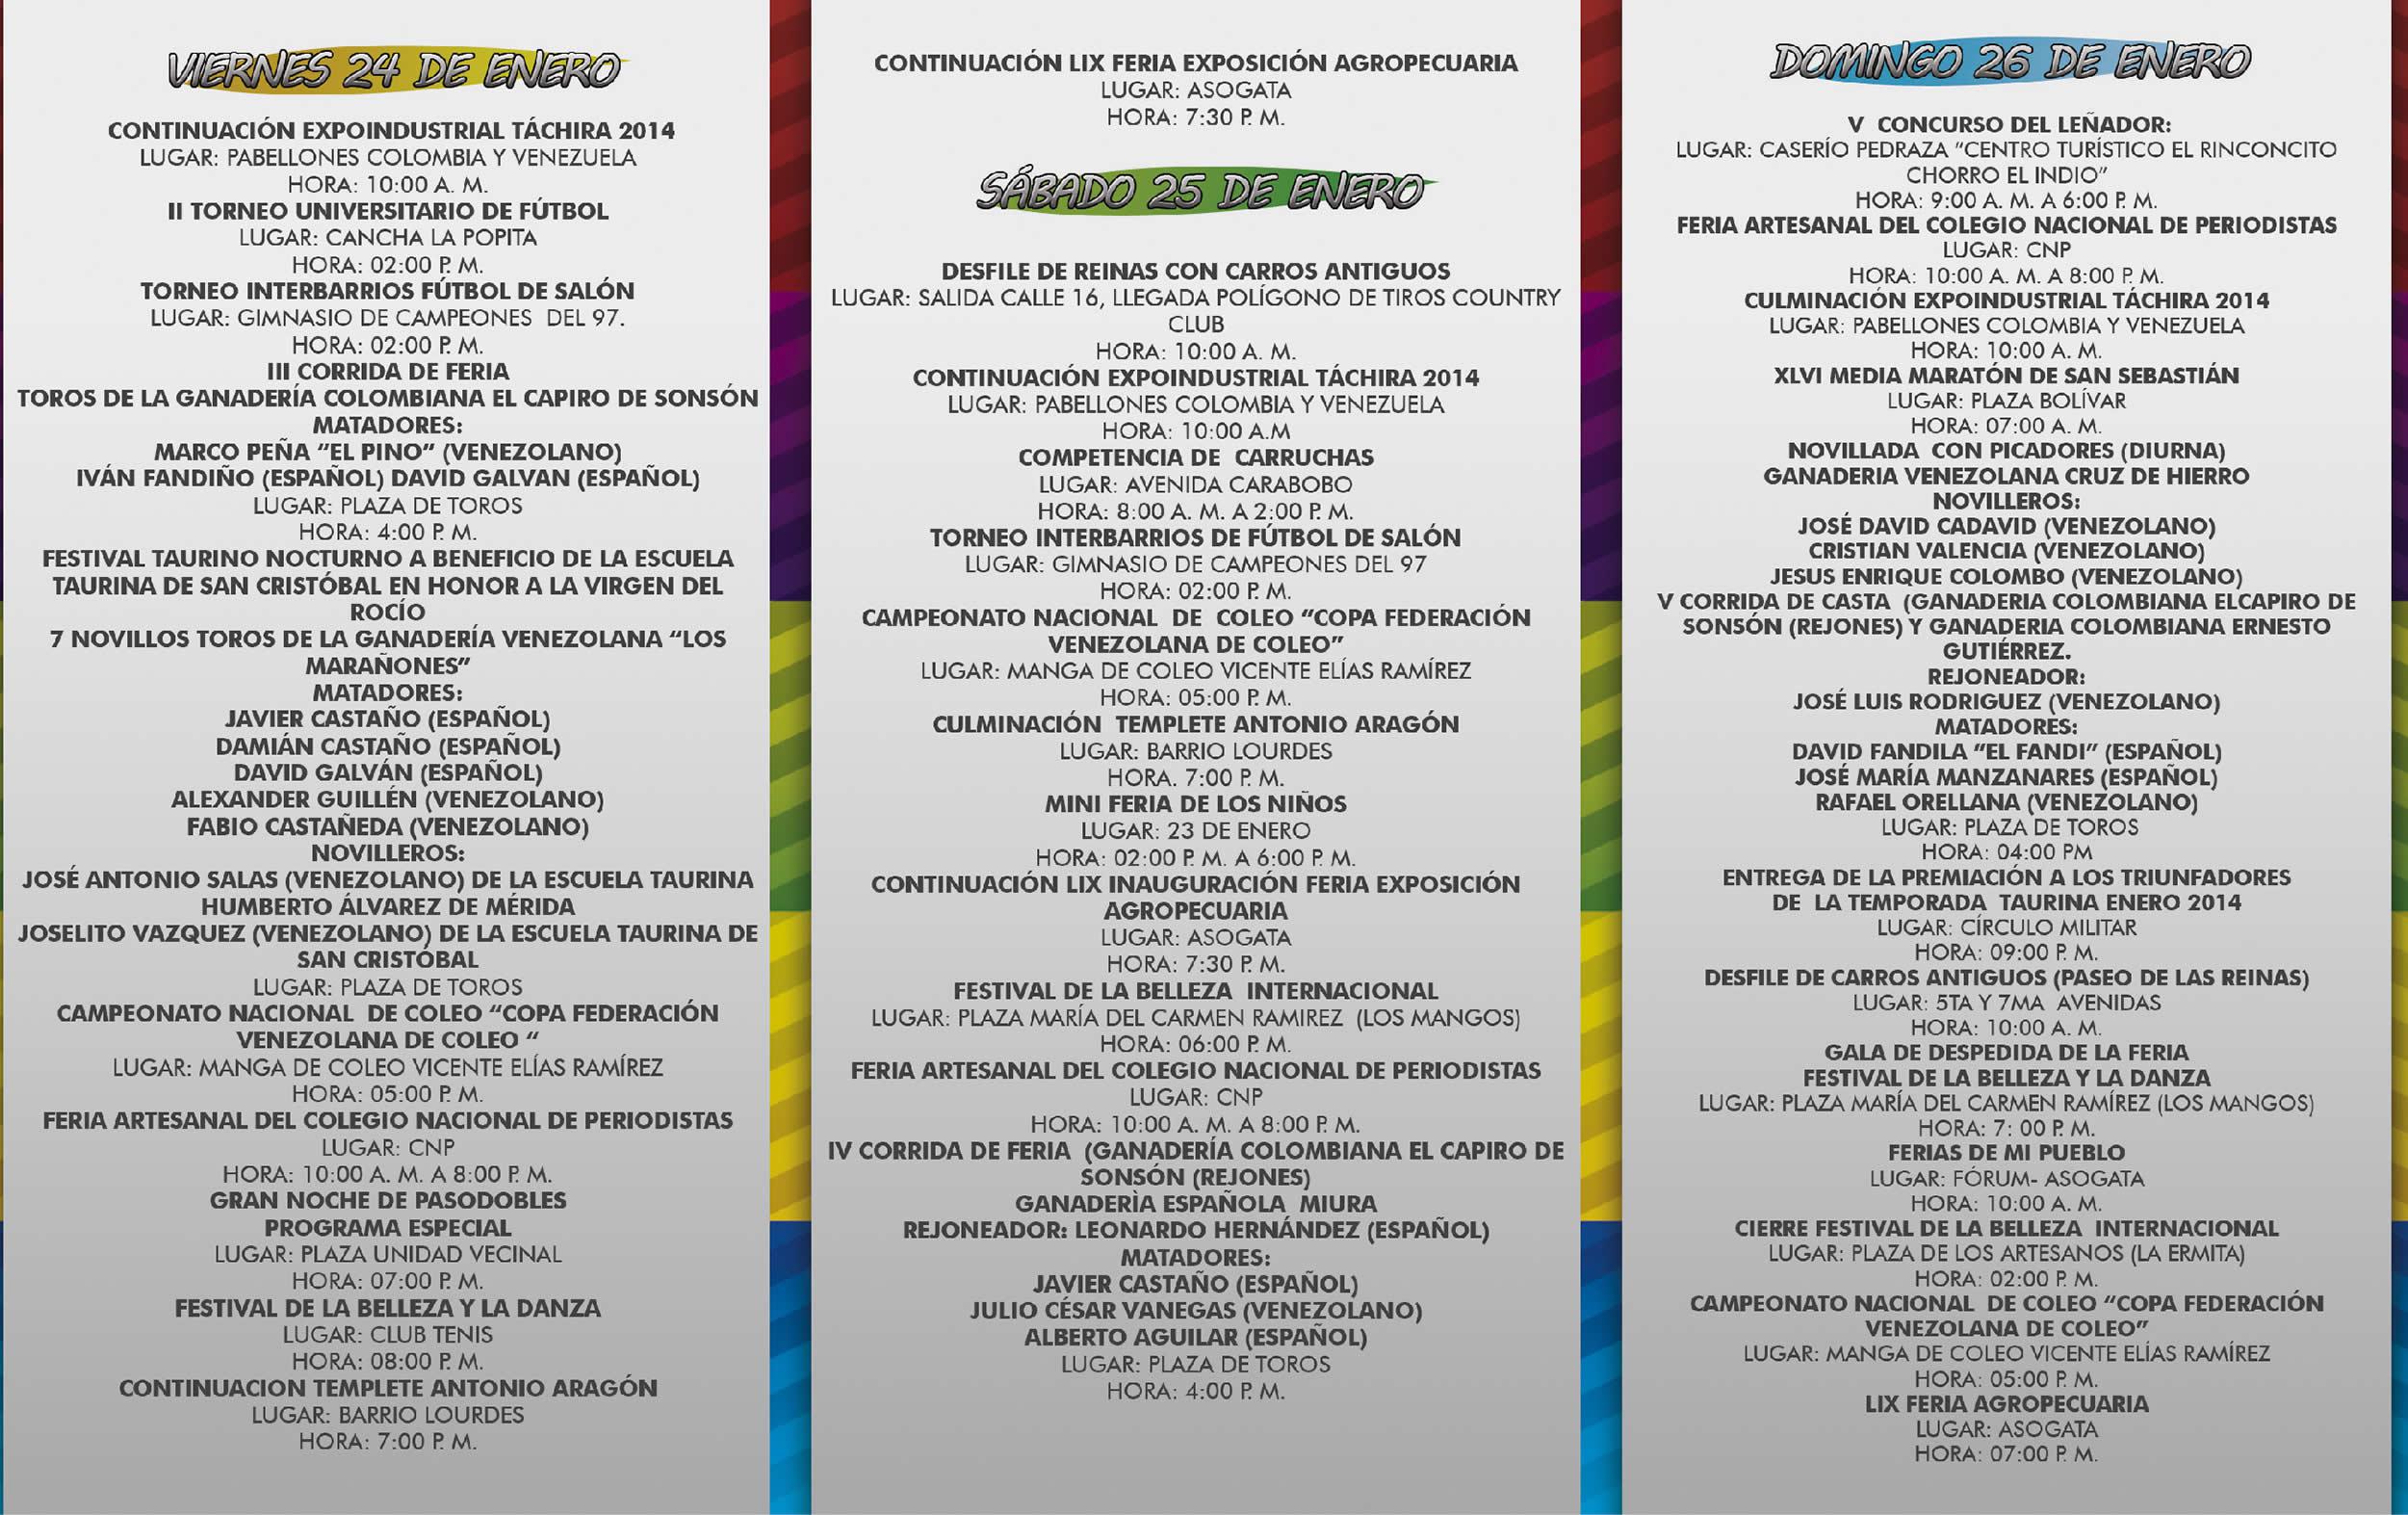 VIERNES 24 DE ENERO
CONTINUACIÓN EXPOINDUSTRIAL TÁCHIRA 2014
LUGAR: PABELLONES COLOMBIA Y VENEZUELA
HORA: 10:00 A. M.
II TORNEO UNIVERSITARIO DE FÚTBOL
LUGAR: CANCHA LA POPITA
HORA: 02:00 P. M.
TORNEO INTERBARRIOS FÚTBOL DE SALÓN
LUGAR: GIMNASIO DE CAMPEONES DEL 97.
HORA: 02:00 P. M.
III CORRIDA DE FERIA
TOROS DE LA GANADERÍA COLOMBIANA EL CAPIRO DE SONSÓN
MATADORES:
MARCO PEÑA "EL PINO" (VENEZOLANO)
IVÁN FANDIÑO (ESPAÑOL) DAVID GALVAN (ESPAÑOL)
LUGAR: PLAZA DE TOROS
HORA: 4:00 P. M.
FESTIVAL TAURINO NOCTURNO A BENEFICIO DE LA ESCUELA
TAURINA DE SAN CRISTÓBAL EN HONOR A LA VIRGEN DEL
ROCÍO
7 NOVILLOS TOROS DE LA GANADERÍA VENEZOLANA "LOS
MARAÑONES"
MATADORES:
JAVIER CASTAÑO (ESPAÑOL)
DAMIÁN CASTAÑO (ESPAÑOL)
DAVID GALVÁN (ESPAÑOL)
ALEXANDER GUILLÉN (VENEZOLANO)
FABIO CASTAÑEDA (VENEZOLANO)
NOVILLEROS:
JOSÉ ANTONIO SALAS (VENEZOLANO) DE LA ESCUELA TAURINA
HUMBERTO ÁLVAREZ DE MÉRIDA
JOSELITO VAZQUEZ (VENEZOLANO) DE LA ESCUELA TAURINA DE
SAN CRISTÓBAL
LUGAR: PLAZA DE TOROS
CAMPEONATO NACIONAL DE COLEO "COPA FEDERACIÓN
VENEZOLANA DE COLEO "
LUGAR: MANGA DE COLEO VICENTE ELÍAS RAMÍREZ
HORA: 05:00 P. M.
FERIA ARTESANAL DEL COLEGIO NACIONAL DE PERIODISTAS
LUGAR: CNP
HORA: 10:00 A. M. A 8:00 P. M.
GRAN NOCHE DE PASODOBLES
PROGRAMA ESPECIAL
LUGAR: PLAZA UNIDAD VECINAL
HORA: 07:00 P. M.
FESTIVAL DE LA BELLEZA Y LA DANZA
LUGAR: CLUB TENIS
HORA: 08:00 P. M.
CONTINUACION TEMPLETE ANTONIO ARAGÓN
LUGAR: BARRIO LOURDES
HORA: 7:00 P. M.
CONTINUACIÓN LIX FERIA EXPOSICIÓN AGROPECUARIA
LUGAR: ASOGATA
HORA: 7:30 P. M.
SÁBADO 25 DE ENERO
DESFILE DE REINAS CON CARROS ANTIGUOS
LUGAR: SALIDA CALLE 16, LLEGADA POLÍGONO DE TIROS COUNTRY
CLUB
HORA: 10:00 A. M.
CONTINUACIÓN EXPOINDUSTRIAL TÁCHIRA 2014
LUGAR: PABELLONES COLOMBIA Y VENEZUELA
HORA: 10:00 A.M
COMPETENCIA DE CARRUCHAS
LUGAR: AVENIDA CARABOBO
HORA: 8:00 A. M. A 2:00 P. M.
TORNEO INTERBARRIOS DE FÚTBOL DE SALÓN
LUGAR: GIMNASIO DE CAMPEONES DEL 97
HORA: 02:00 P. M.
CAMPEONATO NACIONAL DE COLEO "COPA FEDERACIÓN
VENEZOLANA DE COLEO"
LUGAR: MANGA DE COLEO VICENTE ELÍAS RAMÍREZ
HORA: 05:00 P. M.
CULMINACIÓN TEMPLETE ANTONIO ARAGÓN
LUGAR: BARRIO LOURDES
HORA. 7:00 P. M.
MINI FERIA DE LOS NIÑOS
LUGAR: 23 DE ENERO
HORA: 02:00 P. M. A 6:00 P. M.
CONTINUACIÓN LIX INAUGURACIÓN FERIA EXPOSICIÓN
AGROPECUARIA
LUGAR: ASOGATA
HORA: 7:30 P. M.
FESTIVAL DE LA BELLEZA INTERNACIONAL
LUGAR: PLAZA MARÍA DEL CARMEN RAMIREZ (LOS MANGOS)
HORA: 06:00 P. M.
FERIA ARTESANAL DEL COLEGIO NACIONAL DE PERIODISTAS
LUGAR: CNP
HORA: 10:00 A. M. A 8:00 P. M.
IV CORRIDA DE FERIA (GANADERÍA COLOMBIANA EL CAPIRO DE
SONSÓN (REJONES)
GANADERÌA ESPAÑOLA MIURA
REJONEADOR: LEONARDO HERNÁNDEZ (ESPAÑOL)
MATADORES:
JAVIER CASTAÑO (ESPAÑOL)
JULIO CÉSAR VANEGAS (VENEZOLANO)
ALBERTO AGUILAR (ESPAÑOL)
LUGAR: PLAZA DE TOROS
HORA: 4:00 P. M.
DOMINGO 26 DE ENERO
V CONCURSO DEL LEÑADOR:
LUGAR: CASERÍO PEDRAZA "CENTRO TURÍSTICO EL RINCONCITO
CHORRO EL INDIO"
HORA: 9:00 A. M. A 6:00 P. M.
FERIA ARTESANAL DEL COLEGIO NACIONAL DE PERIODISTAS
LUGAR: CNP
HORA: 10:00 A. M. A 8:00 P. M.
CULMINACIÓN EXPOINDUSTRIAL TÁCHIRA 2014
LUGAR: PABELLONES COLOMBIA Y VENEZUELA
HORA: 10:00 A. M.
XLVI MEDIA MARATÓN DE SAN SEBASTIÁN
LUGAR: PLAZA BOLÍVAR
HORA: 07:00 A. M.
NOVILLADA CON PICADORES (DIURNA)
GANADERIA VENEZOLANA CRUZ DE HIERRO
NOVILLEROS:
JOSÉ DAVID CADAVID (VENEZOLANO)
CRISTIAN VALENCIA (VENEZOLANO)
JESUS ENRIQUE COLOMBO (VENEZOLANO)
V CORRIDA DE CASTA (GANADERIA COLOMBIANA ELCAPIRO DE
SONSÓN (REJONES) Y GANADERIA COLOMBIANA ERNESTO
GUTIÉRREZ.
REJONEADOR:
JOSÉ LUIS RODRIGUEZ (VENEZOLANO)
MATADORES:
DAVID FANDILA "EL FANDI" (ESPAÑOL)
JOSÉ MARÍA MANZANARES (ESPAÑOL)
RAFAEL ORELLANA (VENEZOLANO)
LUGAR: PLAZA DE TOROS
HORA: 04:00 PM
ENTREGA DE LA PREMIACIÓN A LOS TRIUNFADORES
DE LA TEMPORADA TAURINA ENERO 2014
LUGAR: CÍRCULO MILITAR
HORA: 09:00 P. M.
DESFILE DE CARROS ANTIGUOS (PASEO DE LAS REINAS)
LUGAR: 5TA Y 7MA AVENIDAS
HORA: 10:00 A. M.
GALA DE DESPEDIDA DE LA FERIA
FESTIVAL DE LA BELLEZA Y LA DANZA
LUGAR: PLAZA MARÍA DEL CARMEN RAMÍREZ (LOS MANGOS)
HORA: 7: 00 P. M.
FERIAS DE MI PUEBLO
LUGAR: FÓRUM- ASOGATA
HORA: 10:00 A. M.
CIERRE FESTIVAL DE LA BELLEZA INTERNACIONAL
LUGAR: PLAZA DE LOS ARTESANOS (LA ERMITA)
HORA: 02:00 P. M.
CAMPEONATO NACIONAL DE COLEO "COPA FEDERACIÓN
VENEZOLANA DE COLEO"
LUGAR: MANGA DE COLEO VICENTE ELÍAS RAMÍREZ
HORA: 05:00 P. M.
LIX FERIA AGROPECUARIA
LUGAR: ASOGATA
HORA: 07:00 P. M.